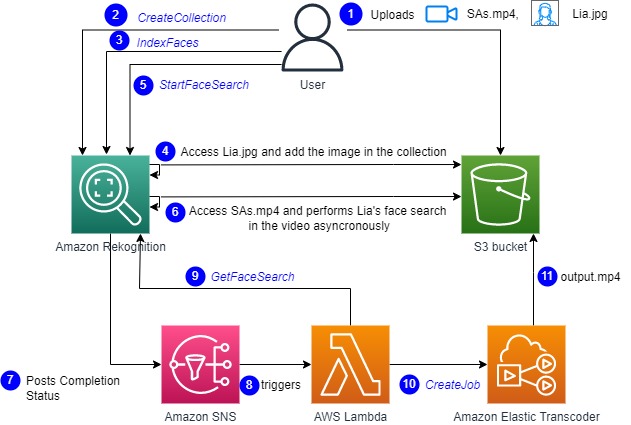 2 CreateCollection
1 Uploads SAs.mp4, Lia.jpg
3 IndexFaces
5 StartFaceSearch
User
4 Access Lia.jpg and add the image in the collection
6 Access SAs.mp4 and performs Lia's face search
in the video asyncronously
Amazon Rekognition
S3 bucket
9 GetFaceSearch
11 output.mp4
7 Posts Completion
Status
8 triggers
10 CreateJob
Amazon SNS
AWS Lambda
Amazon Elastic Transcoder